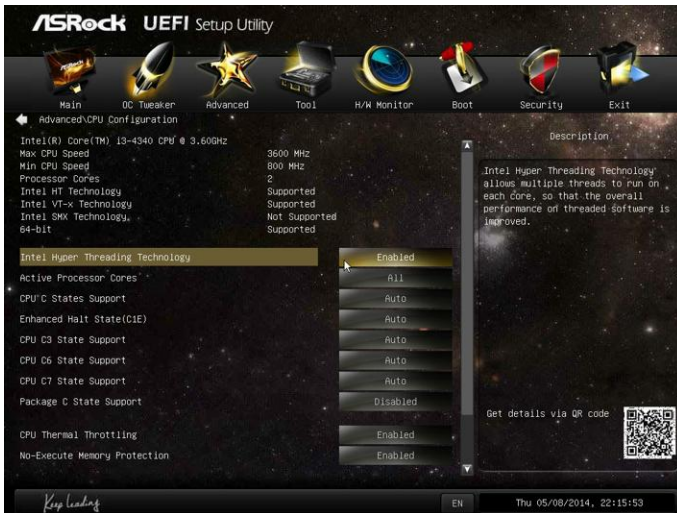 ASRock UEFI Setup Utility
Main OC Tweaker Advanced Tool H/W Monitor Boot Security Exit
Advanced\CPU Configuration
Description
Intel(R) Core(TM) i3-4340 CPU @ 3.60GHz
Max CPU Speed 3600 MHz
Min CPU Speed 800 MHz
Processor Cores 2
Intel HT Technology Supported
Intel VT-x Technology Supported
Intel SMX Technology Not Supported
64-bit Supported
Intel Hyper Threading Technology
allows multiple threads to run on
each core, so that the overall
performance on threaded software is
improved.
Intel Hyper Threading Technology Enabled
Active Processor Cores All
CPU C States Support Auto
Enhanced Halt State(C1E) Auto
CPU C3 State Support Auto
CPU C6 State Support Auto
CPU C7 State Support Auto
Package C State Support Disabled
CPU Thermal Throttling Enabled
No-Execute Memory Protection Enabled
Get details via QR code
Keep Leading
EN
Thu 05/08/2014, 22:15:53